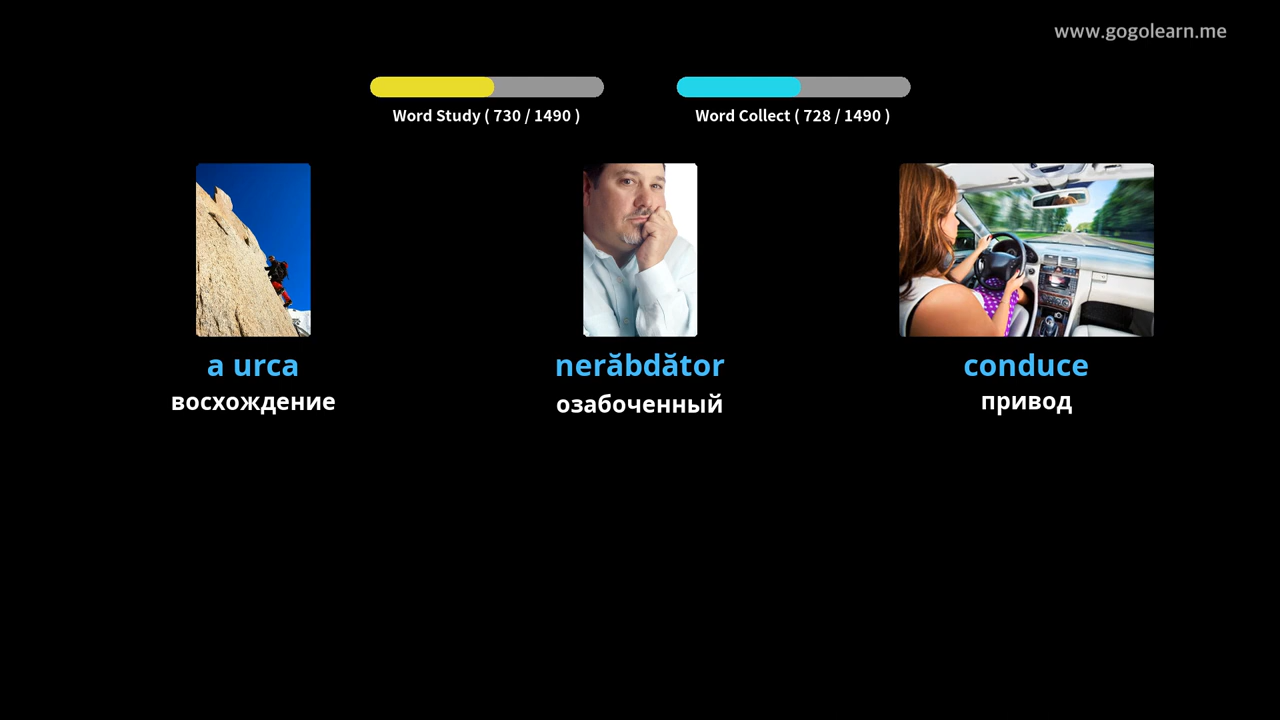 www.gogolearn.me
Word Study ( 730 / 1490 )
Word Collect ( 728 / 1490 )
a urca
восхождение
nerăbdător
озабоченный
conduce
привод